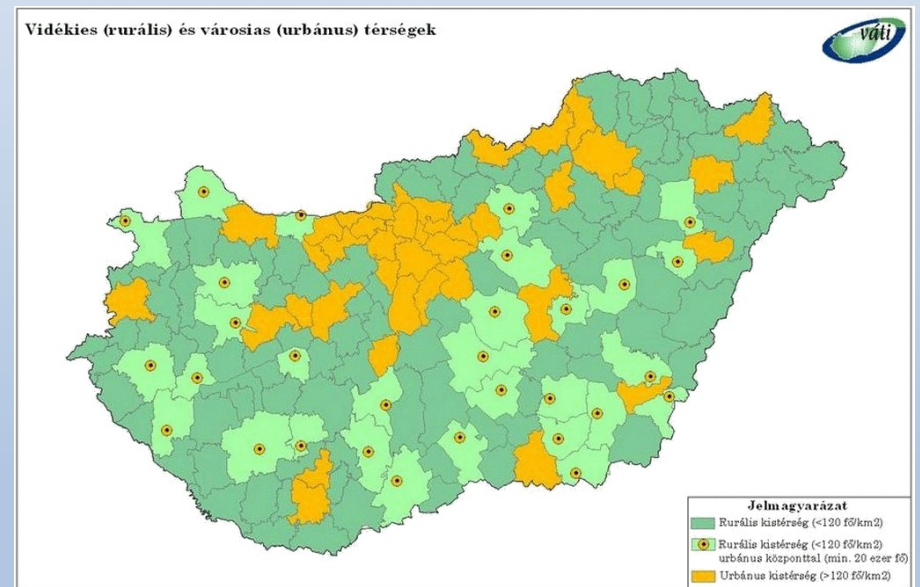 Vidékies (rurális) és városias (urbánus) térségek
váti
Jelmagyarázat
Rurális kistérség (<120 fő/km2)
Rurális kistérség (<120 fő/km2)
urbánus központtal (min. 20 ezer fő)
Urbánus kistérség (>120 fő/km2)